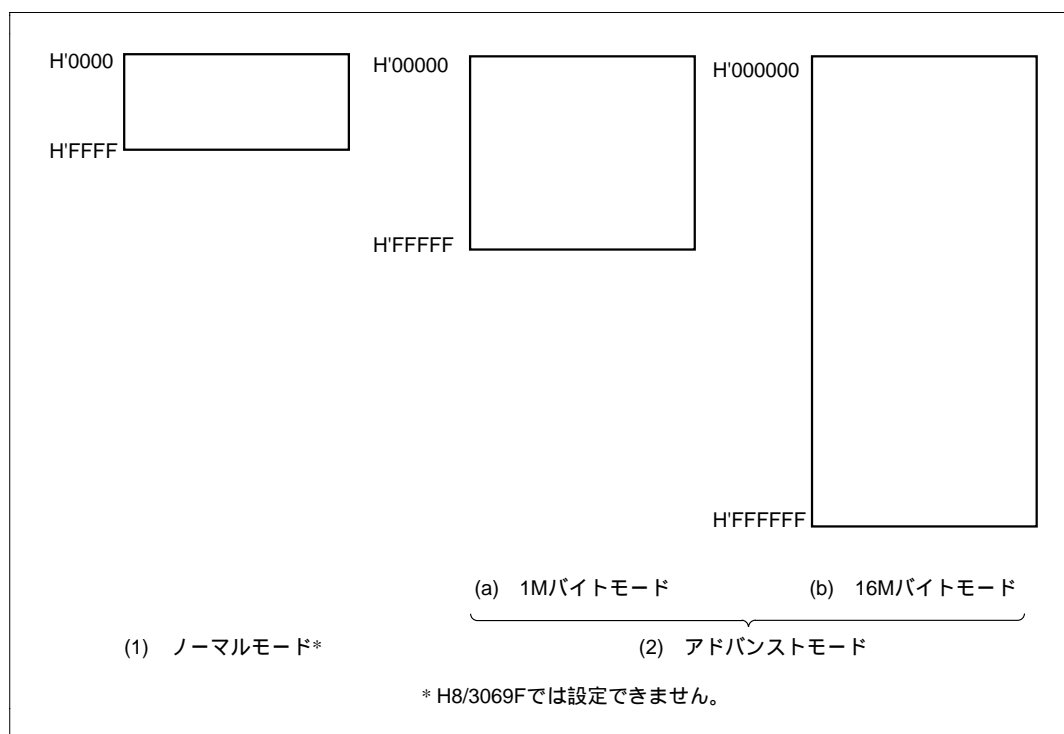 H'0000
H'FFFF
H'00000
H'FFFFF
H'000000
H'FFFFFF
(a) 1Mバイトモード
(b) 16Mバイトモード
(1) ノーマルモード*
(2) アドバンストモード
* H8/3069Fでは設定できません。